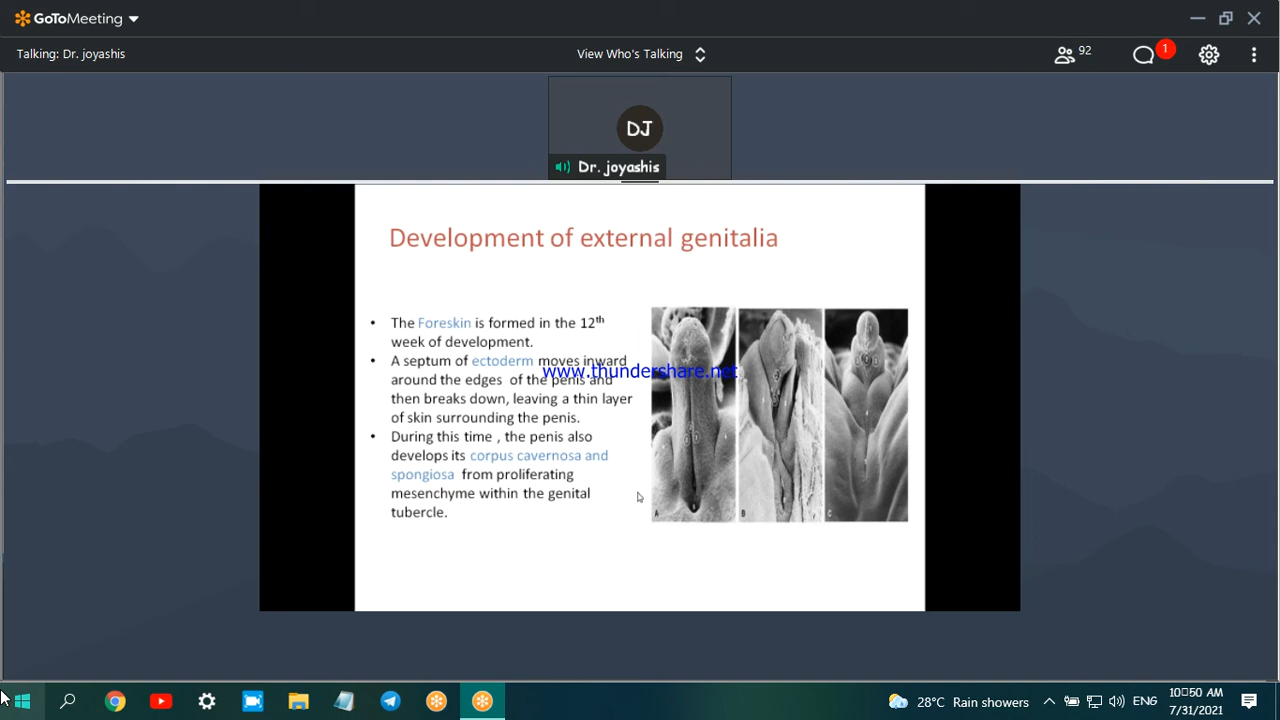 GoToMeeting
Talking: Dr. joyashis
View Who's Talking
92
1
DJ
Dr. joyashis
Development of external genitalia
• The Foreskin is formed in the 12th
week of development.
• A septum of ectoderm moves inward
around the edges of the penis and
then breaks down, leaving a thin layer
of skin surrounding the penis.
• During this time , the penis also
develops its corpus cavernosa and
spongiosa from proliferating
mesenchyme within the genital
tubercle.
www.thundershare.net
A
B
C
28°C Rain showers
ENG
10:50 AM
7/31/2021